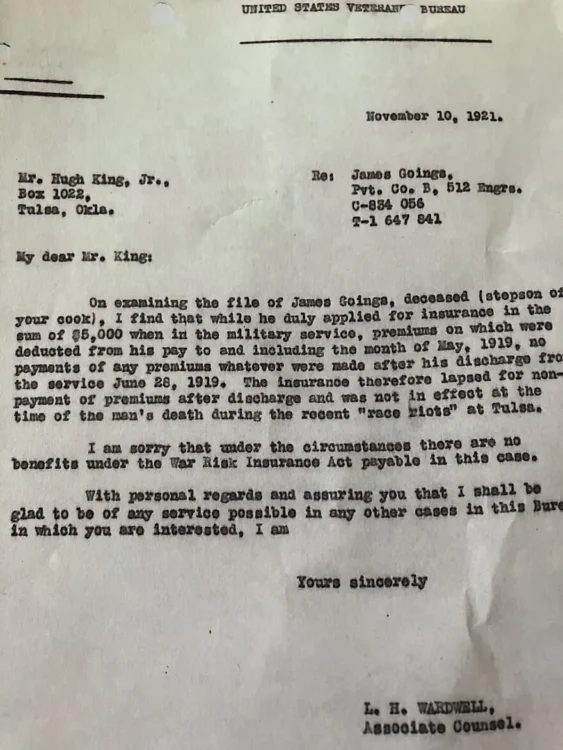 UNITED STATES VETERANS BUREAU
November 10, 1921.
Mr. Hugh King, Jr.,
Box 1022,
Tulsa, Okla.
Re: James Goings,
Pvt. Co. B, 512 Engrs.
C-834 056
T-1 647 841
My dear Mr. King:
On examining the file of James Goings, deceased (stepson of
your cook), I find that while he duly applied for insurance in the
sum of $5,000 when in the military service, premiums on which were
deducted from his pay to and including the month of May, 1919, no
payments of any premiums whatever were made after his discharge fro
the service June 28, 1919. The insurance therefore lapsed for non-
payment of premiums after discharge and was not in effect at the
time of the man's death during the recent "race riots" at Tulsa.
I am sorry that under the circumstances there are no
benefits under the War Risk Insurance Act payable in this case.
With personal regards and assuring you that I shall be
glad to be of any service possible in any other cases in this Bure
in which you are interested, I am
Yours sincerely
L. H. WARDWELL,
Associate Counsel.